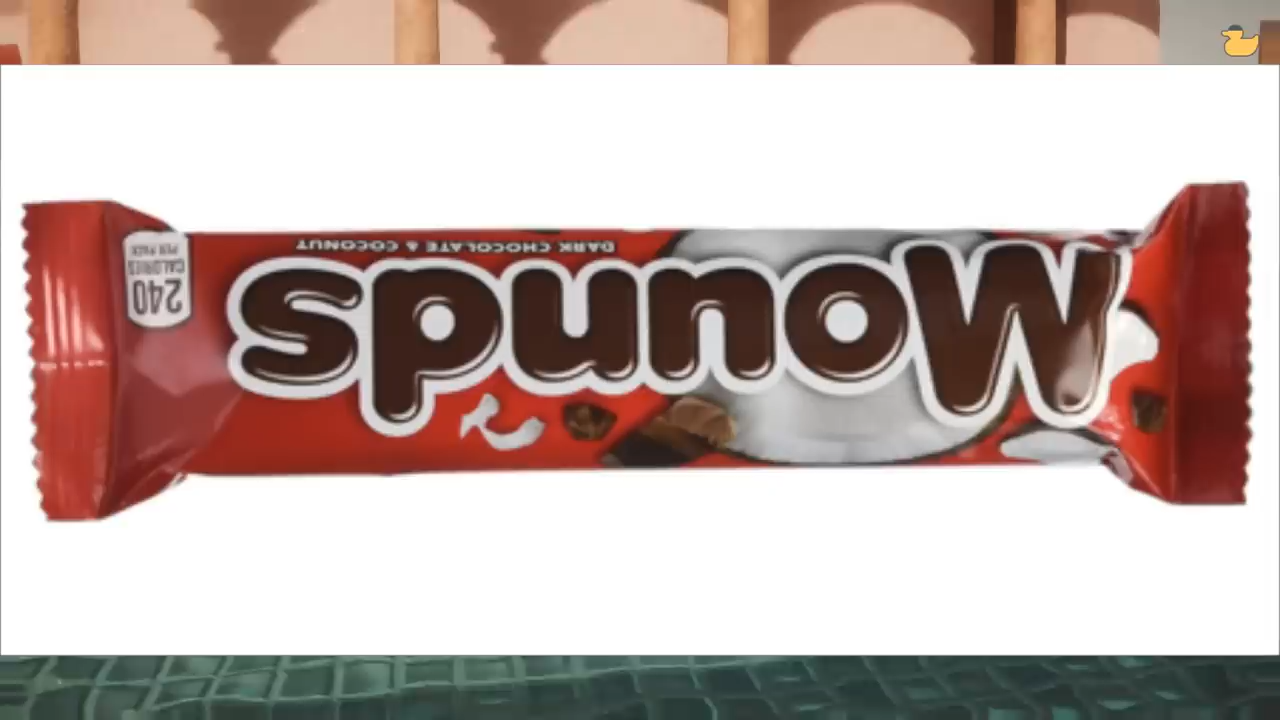 Mounds
DARK CHOCOLATE & COCONUT
240
CALORIES
PER PACK